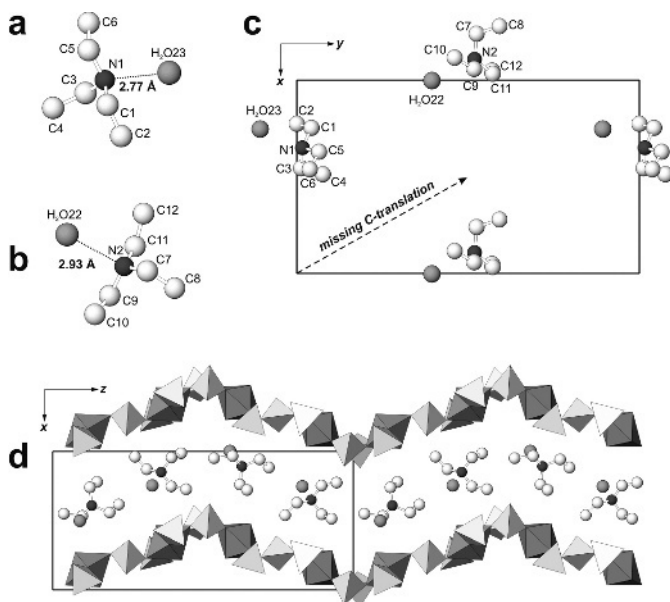 a
C6
C5
N1
H₂O23
2.77 Å
C3
C4
C1
C2
b
H₂O22
C12
C11
N2
2.93 Å
C7
C8
C9
C10
c
y
x
C7
C8
C10
N2
C12
C9
C11
H₂O22
H₂O23
C2
C1
N1
C5
C3
C6
C4
missing C-translation
d
z
x